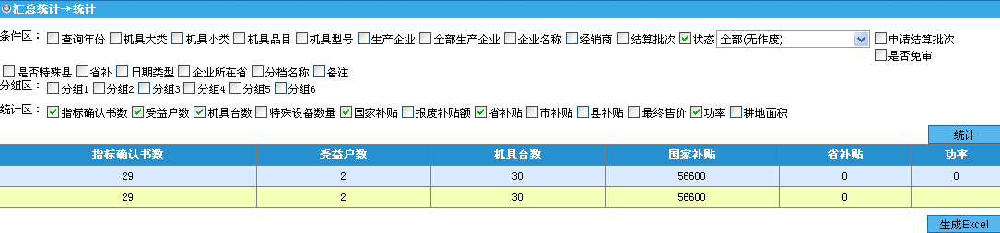 汇总统计→统计
条件区： 查询年份 机具大类 机具小类 机具品目 机具型号 生产企业 全部生产企业 企业名称 经销商 结算批次 状态 全部(无作废) 申请结算批次
是否免审
是否特殊县 省补 日期类型 企业所在省 分档名称 备注
分组区： 分组1 分组2 分组3 分组4 分组5 分组6
统计区： 指标确认书数 受益户数 机具台数 特殊设备数量 国家补贴 报废补贴额 省补贴 市补贴 县补贴 最终售价 功率 耕地面积
统计
指标确认书数 受益户数 机具台数 国家补贴 省补贴 功率
29 2 30 56600 0 0
29 2 30 56600 0
生成Excel